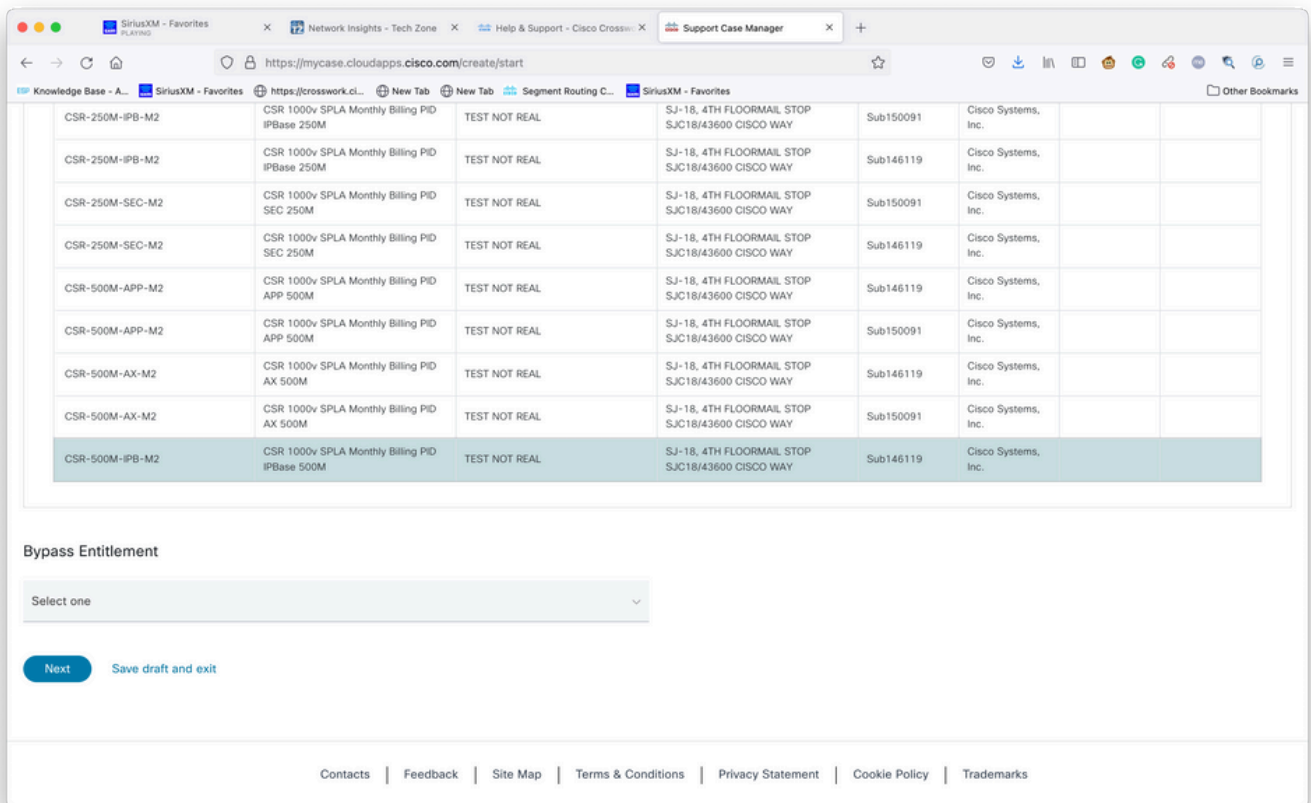 SiriusXM - Favorites
PLAYING
Network Insights - Tech Zone
Help & Support - Cisco Crosswo
Support Case Manager
https://mycase.cloudapps.cisco.com/create/start
Knowledge Base - A...
SiriusXM - Favorites
https://crosswork.ci...
New Tab
New Tab
Segment Routing C...
SiriusXM - Favorites
Other Bookmarks
CSR-250M-IPB-M2
CSR 1000v SPLA Monthly Billing PID
IPBase 250M
TEST NOT REAL
SJ-18, 4TH FLOORMAIL STOP
SJC18/43600 CISCO WAY
Sub150091
Cisco Systems,
Inc.
CSR-250M-IPB-M2
CSR 1000v SPLA Monthly Billing PID
IPBase 250M
TEST NOT REAL
SJ-18, 4TH FLOORMAIL STOP
SJC18/43600 CISCO WAY
Sub146119
Cisco Systems,
Inc.
CSR-250M-SEC-M2
CSR 1000v SPLA Monthly Billing PID
SEC 250M
TEST NOT REAL
SJ-18, 4TH FLOORMAIL STOP
SJC18/43600 CISCO WAY
Sub150091
Cisco Systems,
Inc.
CSR-250M-SEC-M2
CSR 1000v SPLA Monthly Billing PID
SEC 250M
TEST NOT REAL
SJ-18, 4TH FLOORMAIL STOP
SJC18/43600 CISCO WAY
Sub146119
Cisco Systems,
Inc.
CSR-500M-APP-M2
CSR 1000v SPLA Monthly Billing PID
APP 500M
TEST NOT REAL
SJ-18, 4TH FLOORMAIL STOP
SJC18/43600 CISCO WAY
Sub146119
Cisco Systems,
Inc.
CSR-500M-APP-M2
CSR 1000v SPLA Monthly Billing PID
APP 500M
TEST NOT REAL
SJ-18, 4TH FLOORMAIL STOP
SJC18/43600 CISCO WAY
Sub150091
Cisco Systems,
Inc.
CSR-500M-AX-M2
CSR 1000v SPLA Monthly Billing PID
AX 500M
TEST NOT REAL
SJ-18, 4TH FLOORMAIL STOP
SJC18/43600 CISCO WAY
Sub146119
Cisco Systems,
Inc.
CSR-500M-AX-M2
CSR 1000v SPLA Monthly Billing PID
AX 500M
TEST NOT REAL
SJ-18, 4TH FLOORMAIL STOP
SJC18/43600 CISCO WAY
Sub150091
Cisco Systems,
Inc.
CSR-500M-IPB-M2
CSR 1000v SPLA Monthly Billing PID
IPBase 500M
TEST NOT REAL
SJ-18, 4TH FLOORMAIL STOP
SJC18/43600 CISCO WAY
Sub146119
Cisco Systems,
Inc.
Bypass Entitlement
Select one
Next
Save draft and exit
Contacts
Feedback
Site Map
Terms & Conditions
Privacy Statement
Cookie Policy
Trademarks